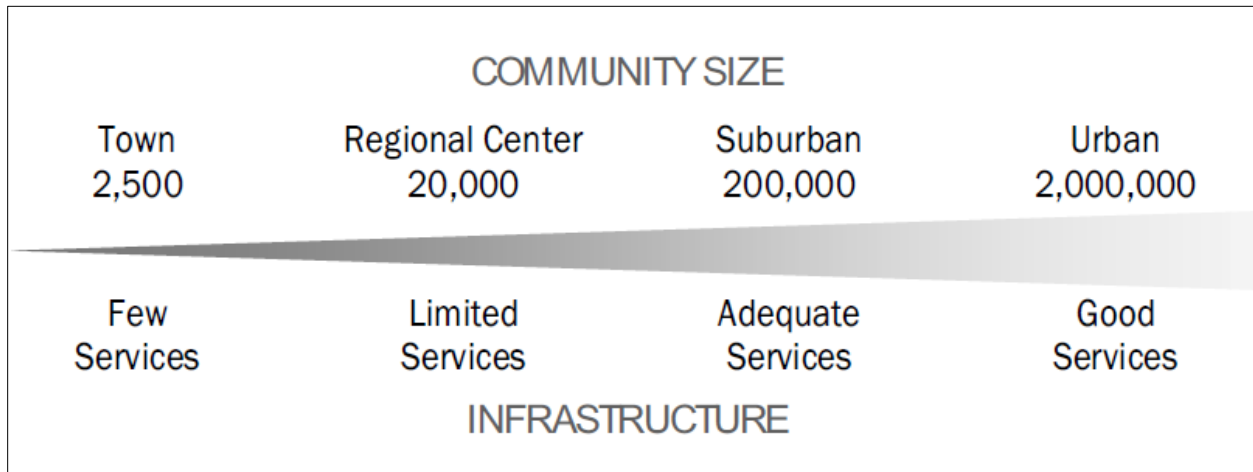 COMMUNITY SIZE
Town Regional Center Suburban Urban
2,500 20,000 200,000 2,000,000
Few Limited Adequate Good
Services Services Services Services
INFRASTRUCTURE